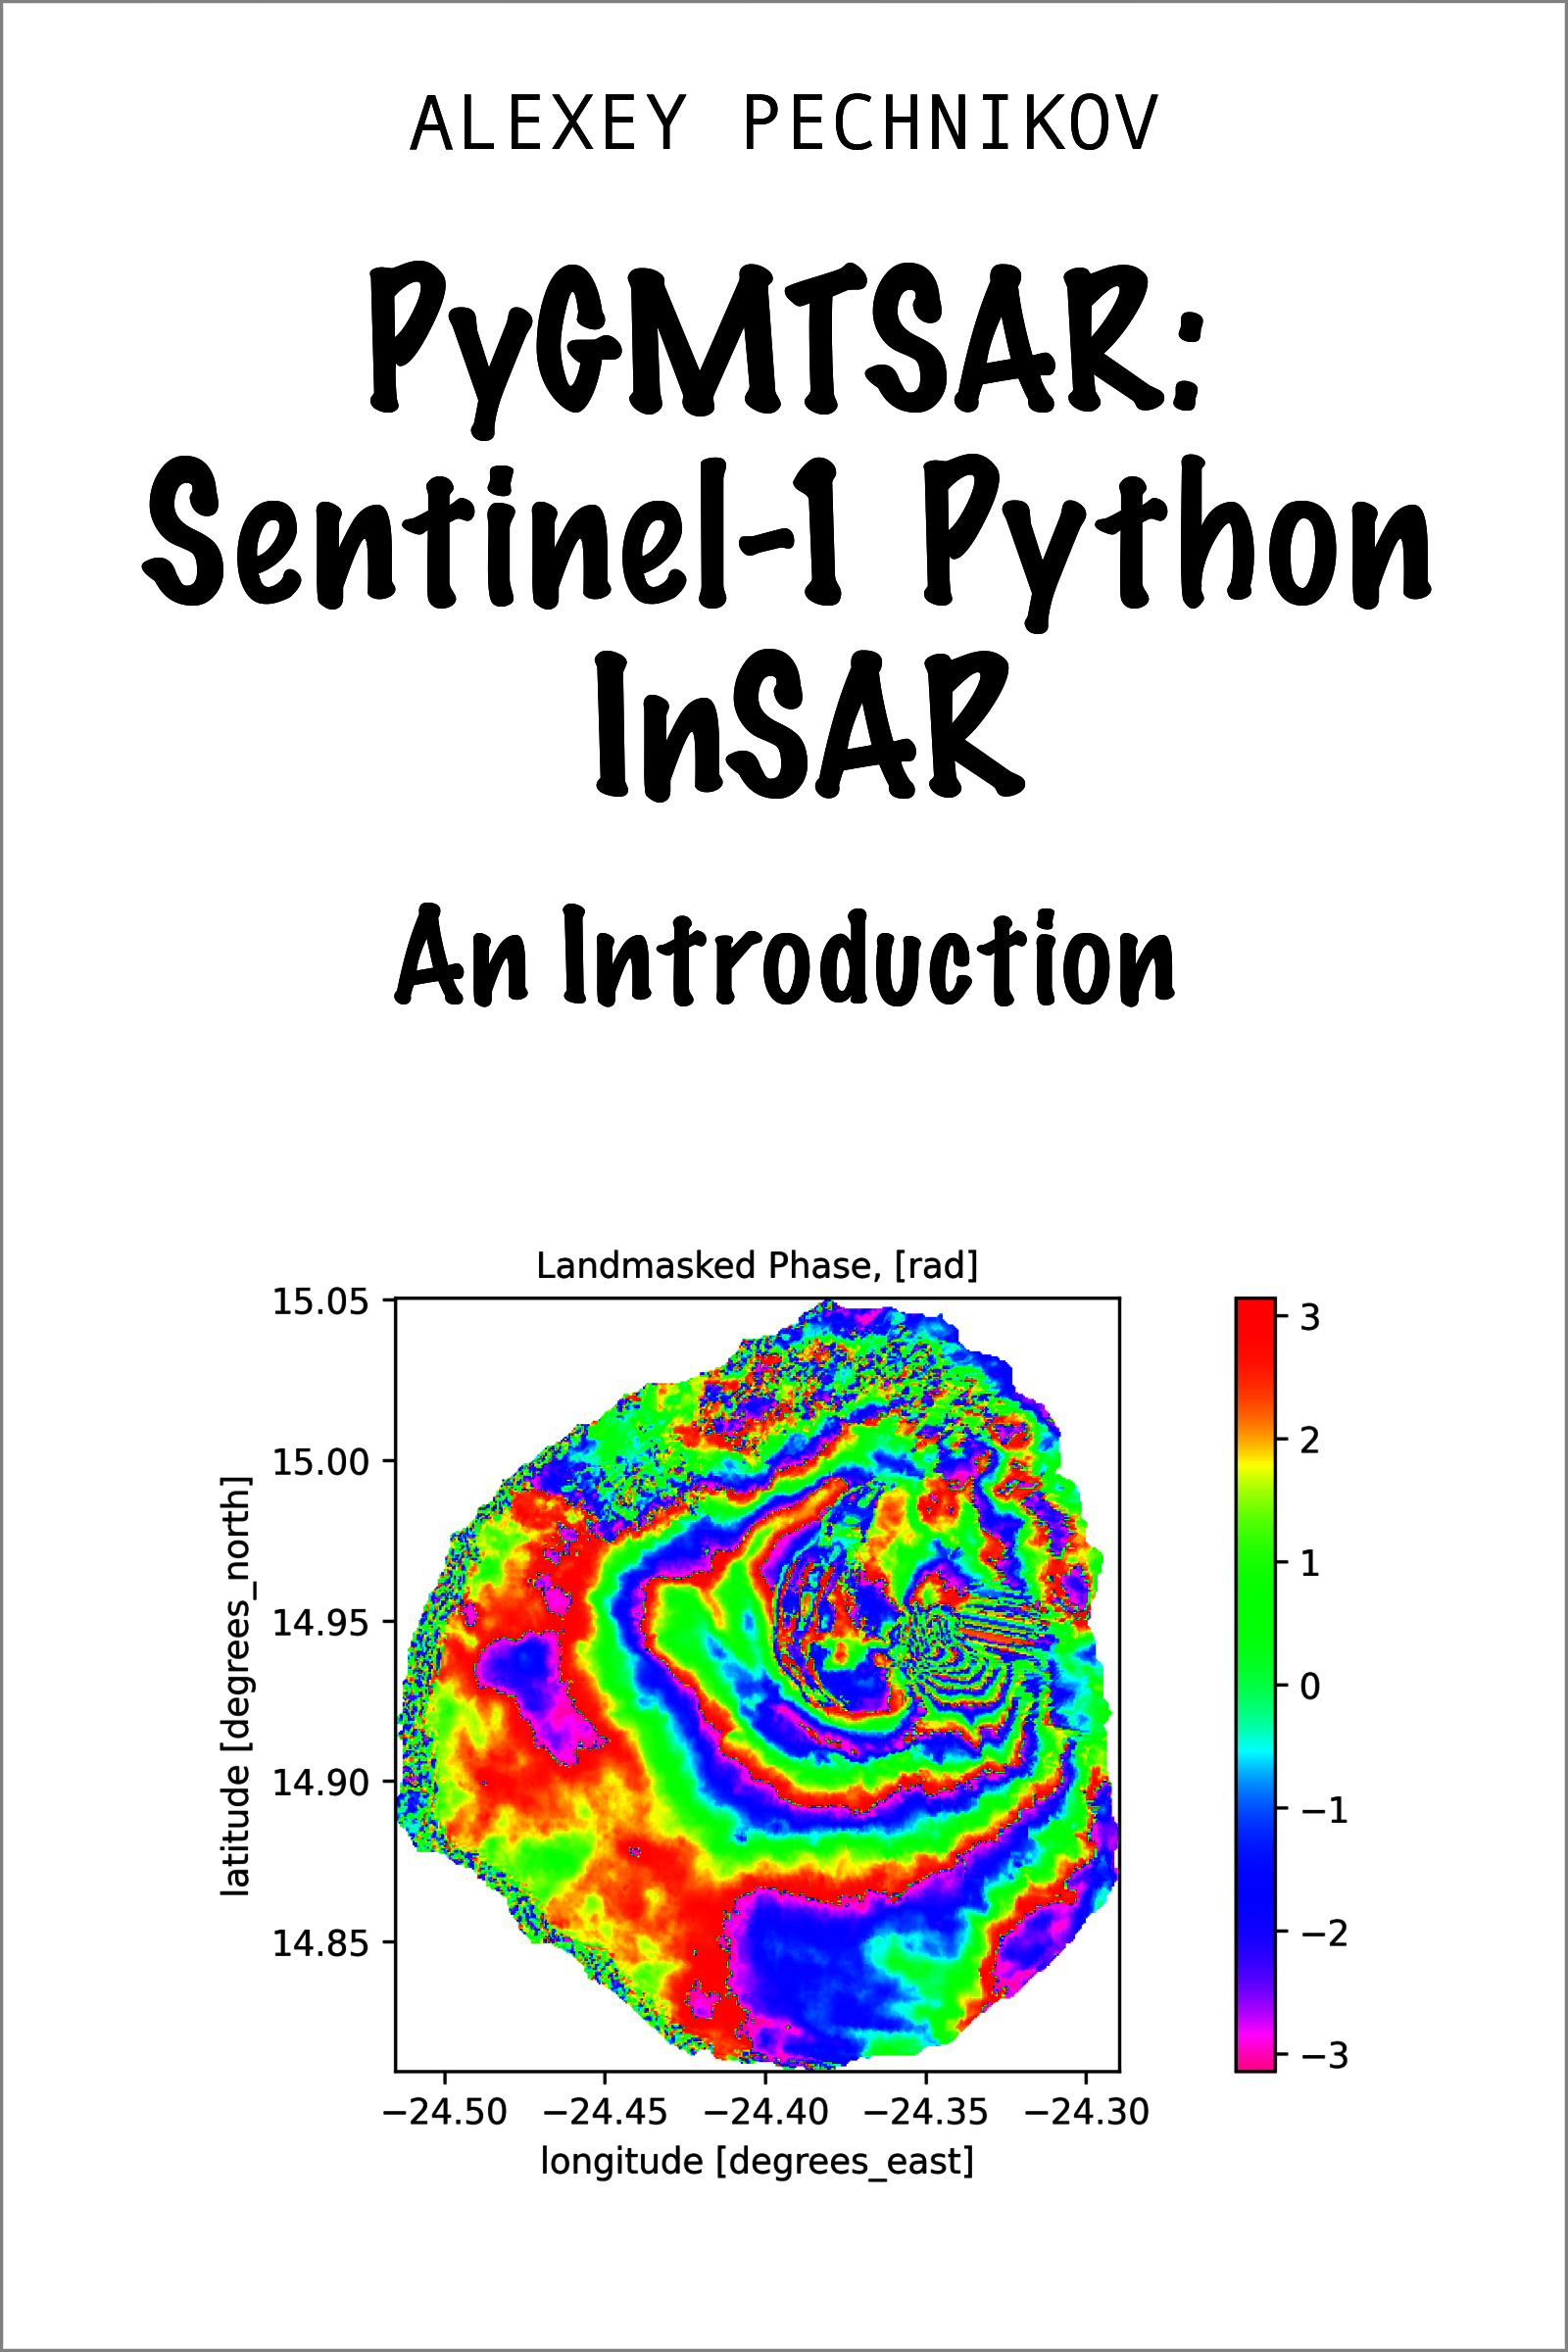 ALEXEY PECHNIKOV
PyGMTSAR:
Sentinel-1 Python
InSAR
An Introduction
Landmasked Phase, [rad]
15.05
15.00
14.95
14.90
14.85
latitude [degrees_north]
−24.50 −24.45 −24.40 −24.35 −24.30
longitude [degrees_east]
3
2
1
0
−1
−2
−3